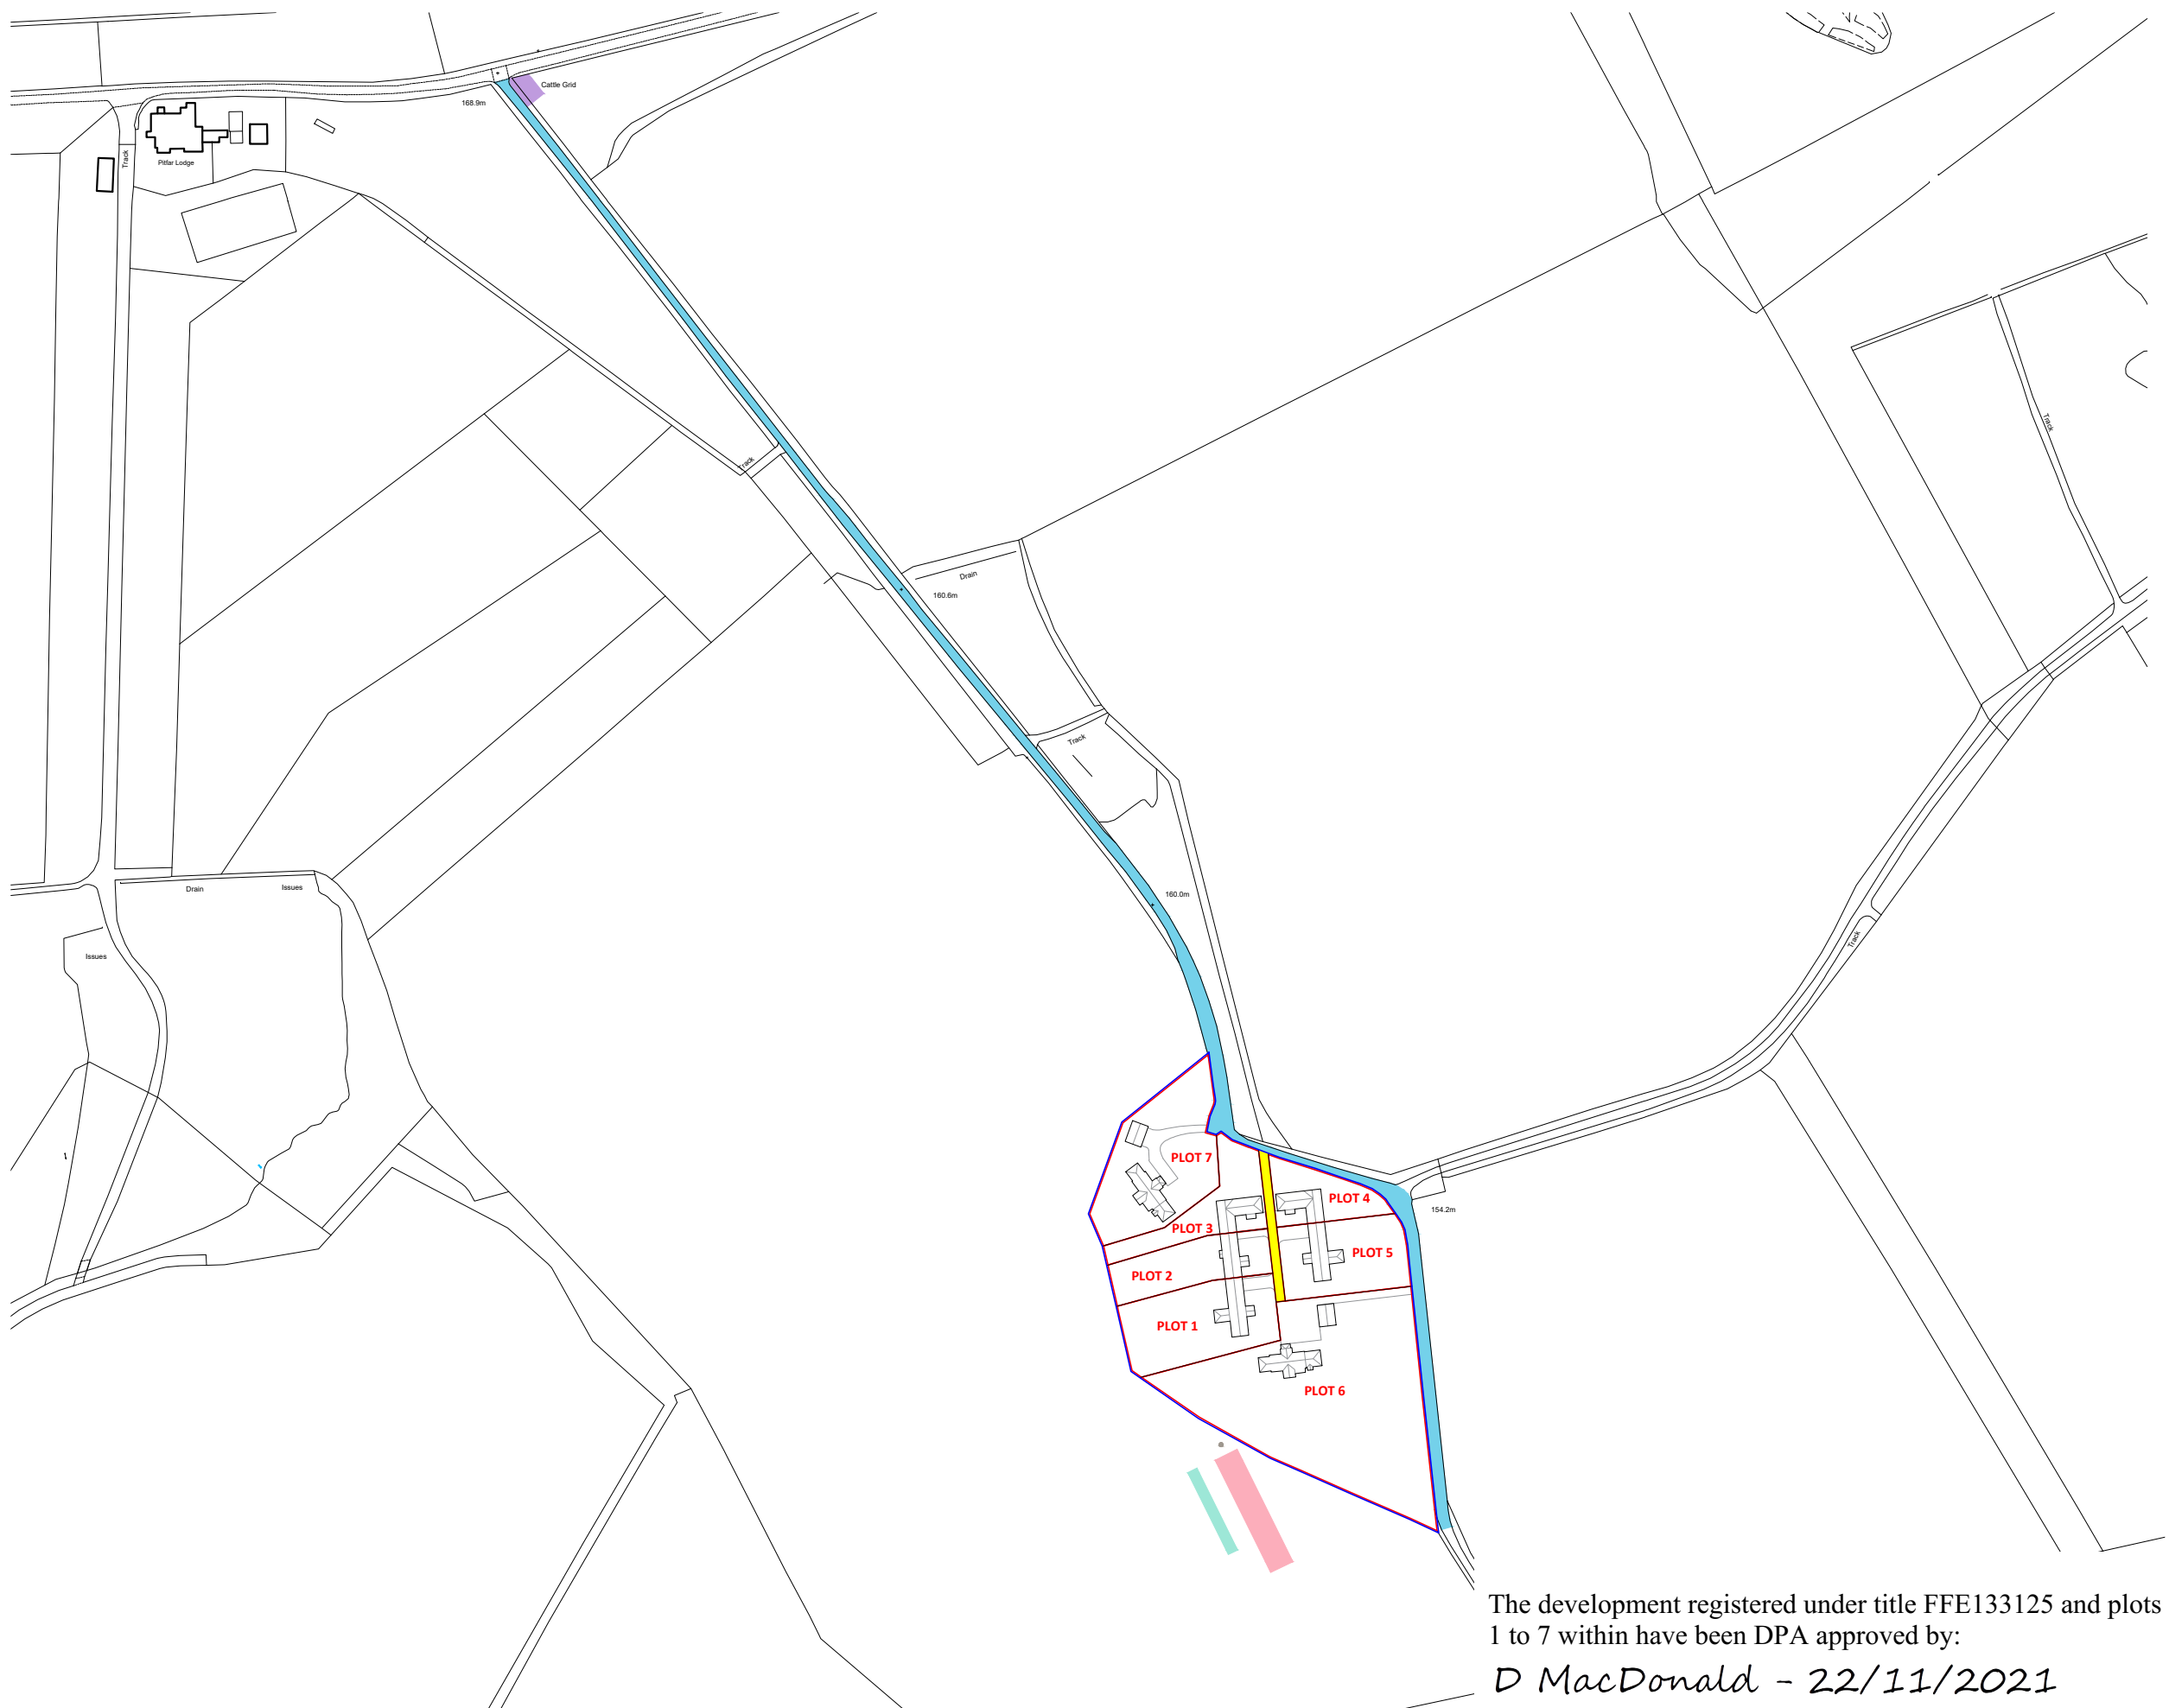 Cattle Grid
168.9m
Track
Pitfar Lodge
Track
Track
Drain
160.6m
Track
Drain
Issues
160.0m
Track
Issues
PLOT 7
PLOT 4
154.2m
PLOT 3
PLOT 5
PLOT 2
PLOT 1
PLOT 6
The development registered under title FFE133125 and plots
1 to 7 within have been DPA approved by:
D MacDonald - 22/11/2021